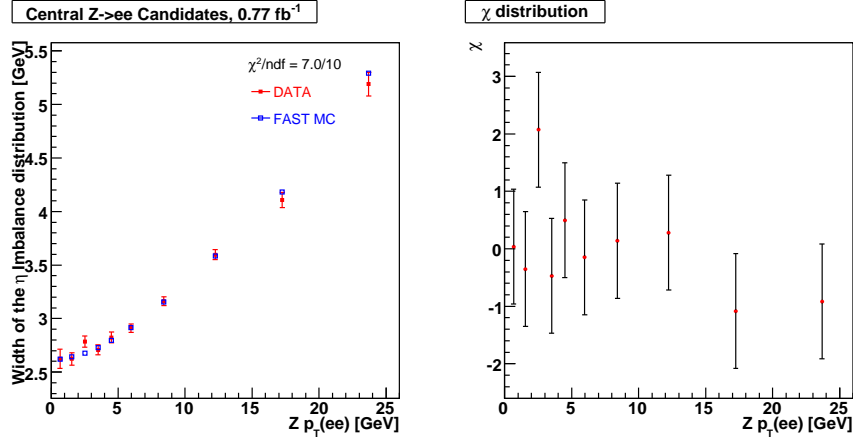 Central Z->ee Candidates, 0.77 fb⁻¹
Width of the η Imbalance distribution [GeV]
5.5
5
4.5
4
3.5
3
2.5
χ²/ndf = 7.0/10
DATA
FAST MC
0 5 10 15 20 25
Z p_T(ee) [GeV]
χ distribution
χ
3
2
1
0
-1
-2
0 5 10 15 20 25
Z p_T(ee) [GeV]